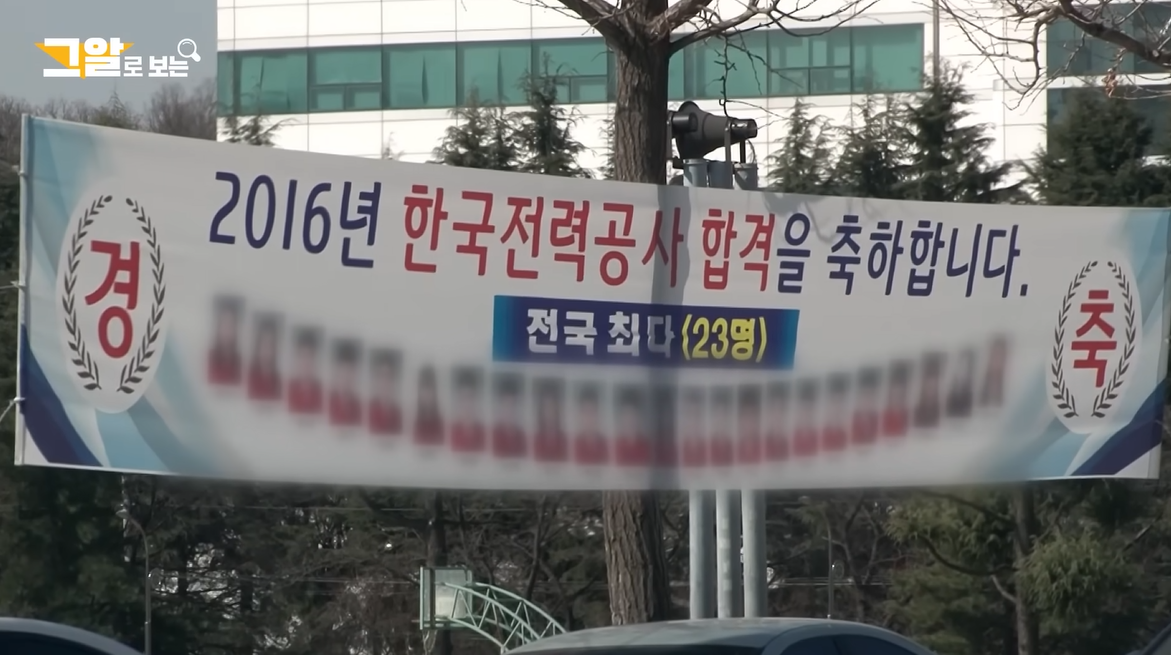 그알로 보는
2016년 한국전력공사 합격을 축하합니다.
경
전국 최다 (23명)
축